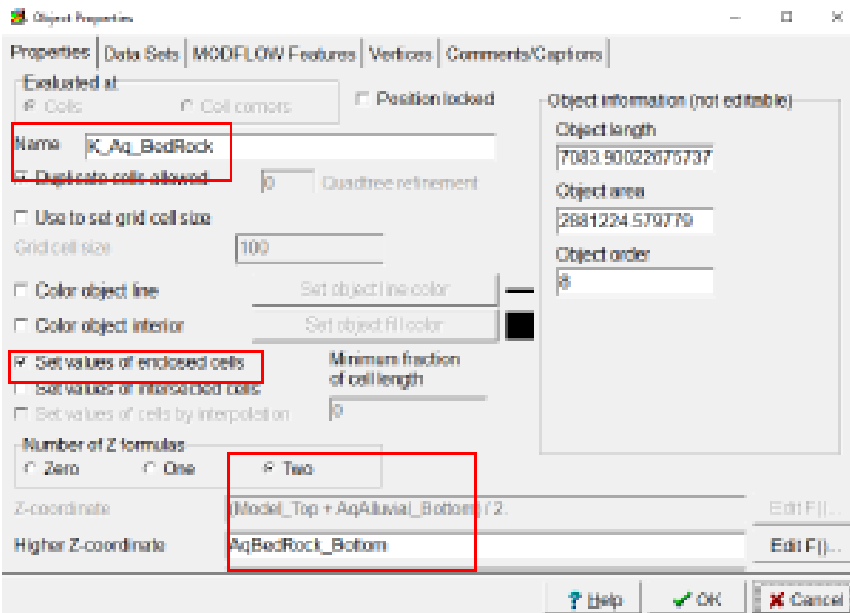 Object Properties
Properties Data Sets MODFLOW Features Vertices Comments/Captions
Evaluated at
Cells Cell corners
Position locked
Name K_Aq_BedRock
Duplicate cells allowed 0 Quadtree refinement
Use to set grid cell size
Grid cell size 100
Color object line Set object line color
Color object interior Set object fill color
Set values of enclosed cells
Set values of intersected cells
Set values of cells by interpolation
Minimum fraction
of cell length
0
Number of Z formulas
Zero One Two
Z-coordinate (Model_Top + AqAlluvial_Bottom) / 2. Edit F()...
Higher Z-coordinate AqBedRock_Bottom Edit F()...
Object information (not editable)
Object length
7083.90022675737
Object area
2881224.579779
Object order
8
Help OK Cancel